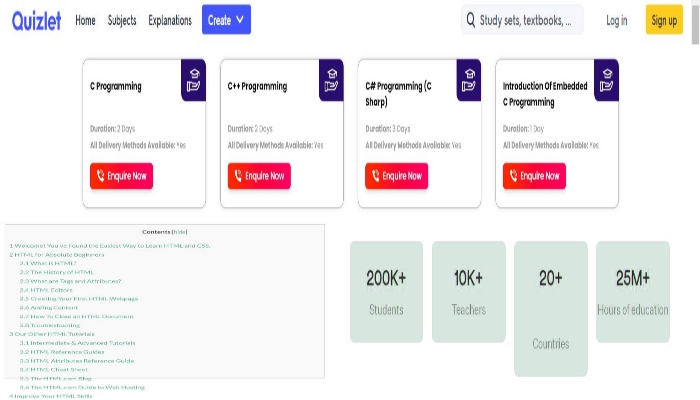 Quizlet Home Subjects Explanations Create Study sets, textbooks, ... Log in Sign up
C Programming
Duration: 2 Days
All Delivery Methods Available: Yes
Enquire Now
C++ Programming
Duration: 2 Days
All Delivery Methods Available: Yes
Enquire Now
C# Programming (C
Sharp)
Duration: 3 Days
All Delivery Methods Available: Yes
Enquire Now
Introduction Of Embedded
C Programming
Duration: 1 Day
All Delivery Methods Available: Yes
Enquire Now
Contents [hide]
1 Welcome! You've Found the Easiest Way to Learn HTML and CSS.
2 HTML for Absolute Beginners
2.1 What is HTML?
2.2 The History of HTML
2.3 What are Tags and Attributes?
2.4 HTML Editors
2.5 Creating Your First HTML Webpage
2.6 Adding Content
2.7 How To Close an HTML Document
2.8 Troubleshooting
3 Our Other HTML Tutorials
3.1 Intermediate & Advanced Tutorials
3.2 HTML Reference Guides
3.3 HTML Attributes Reference Guide
3.4 HTML Cheat Sheet
3.5 The HTML.com Blog
3.6 The HTML.com Guide to Web Hosting
4 Improve Your HTML Skills
200K+
Students
10K+
Teachers
20+
Countries
25M+
Hours of education